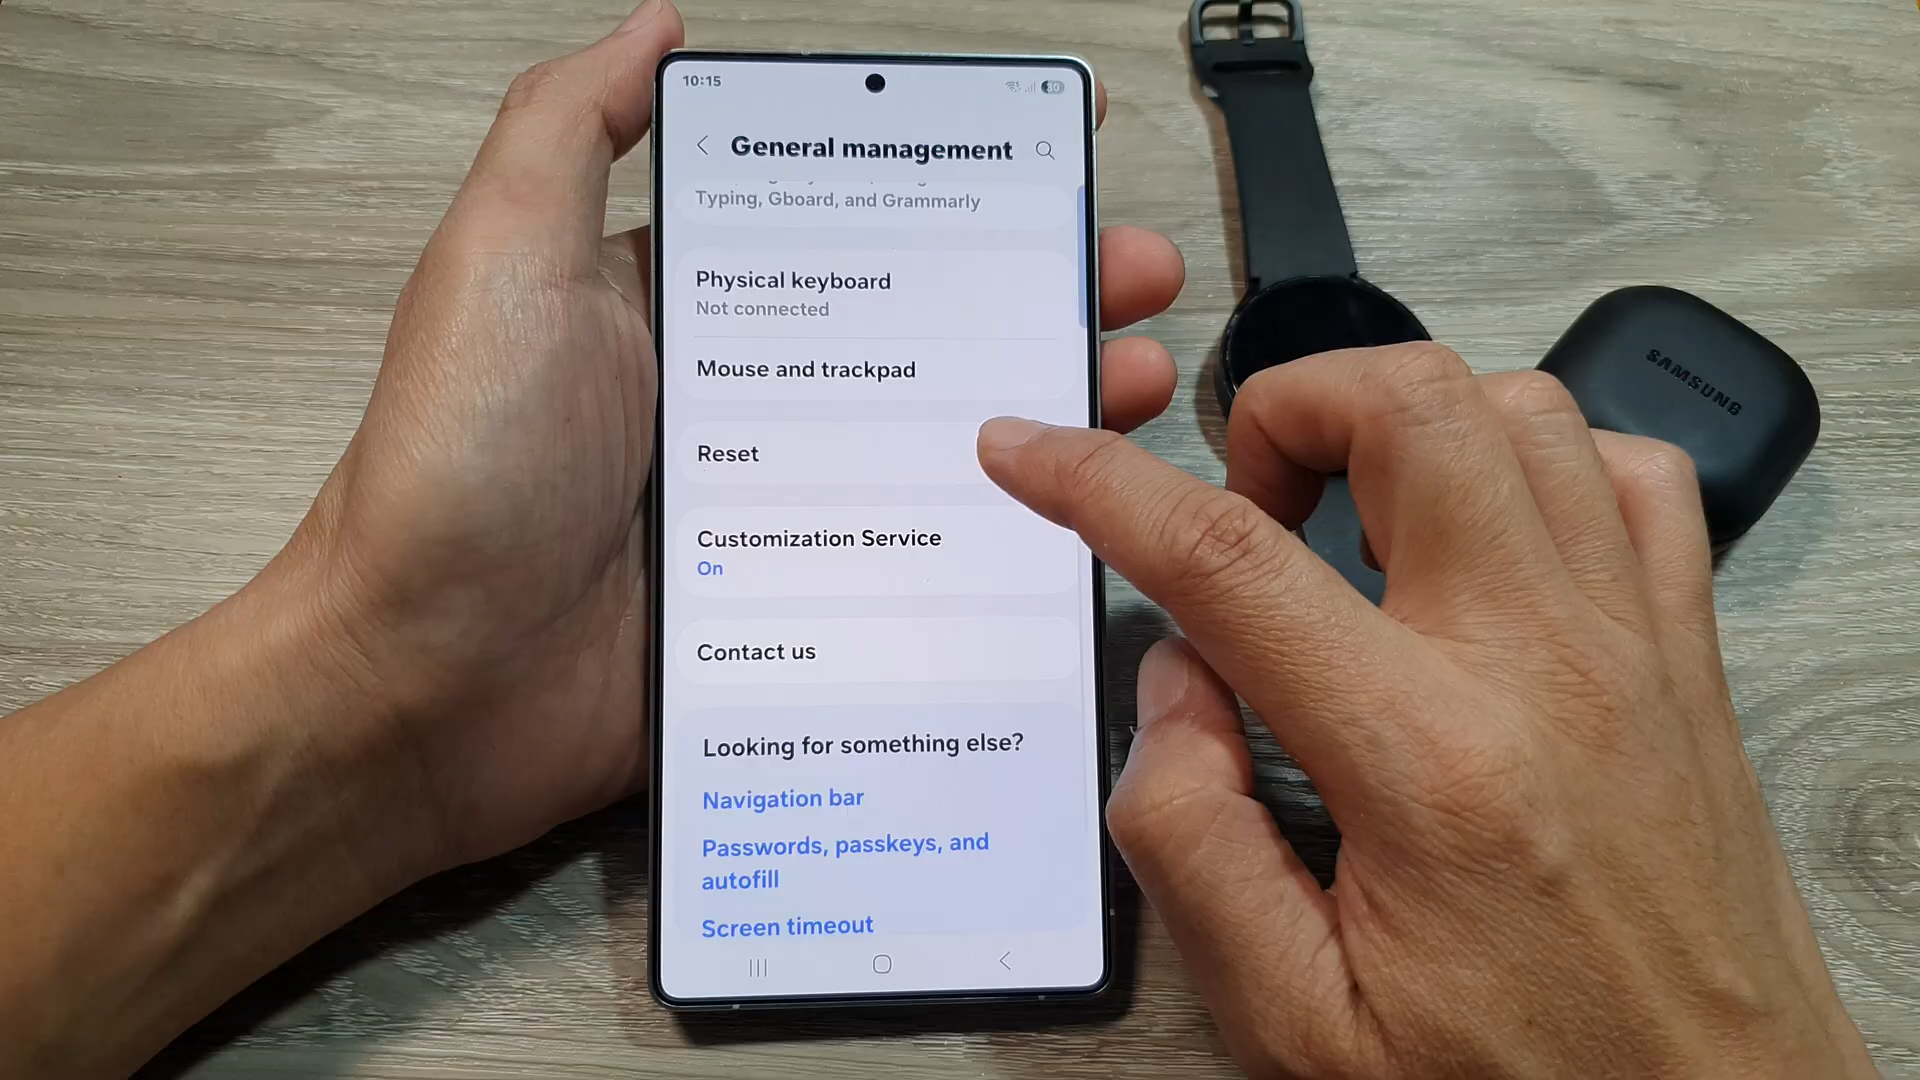 10:15
80
General management
Typing, Gboard, and Grammarly
Physical keyboard
Not connected
Mouse and trackpad
Reset
Customization Service
On
Contact us
Looking for something else?
Navigation bar
Passwords, passkeys, and
autofill
Screen timeout
SAMSUNG